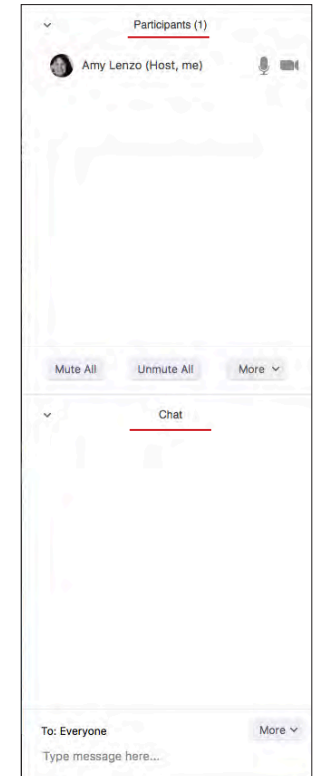 Participants (1)
Amy Lenzo (Host, me)
Mute All Unmute All More
Chat
To: Everyone More
Type message here...